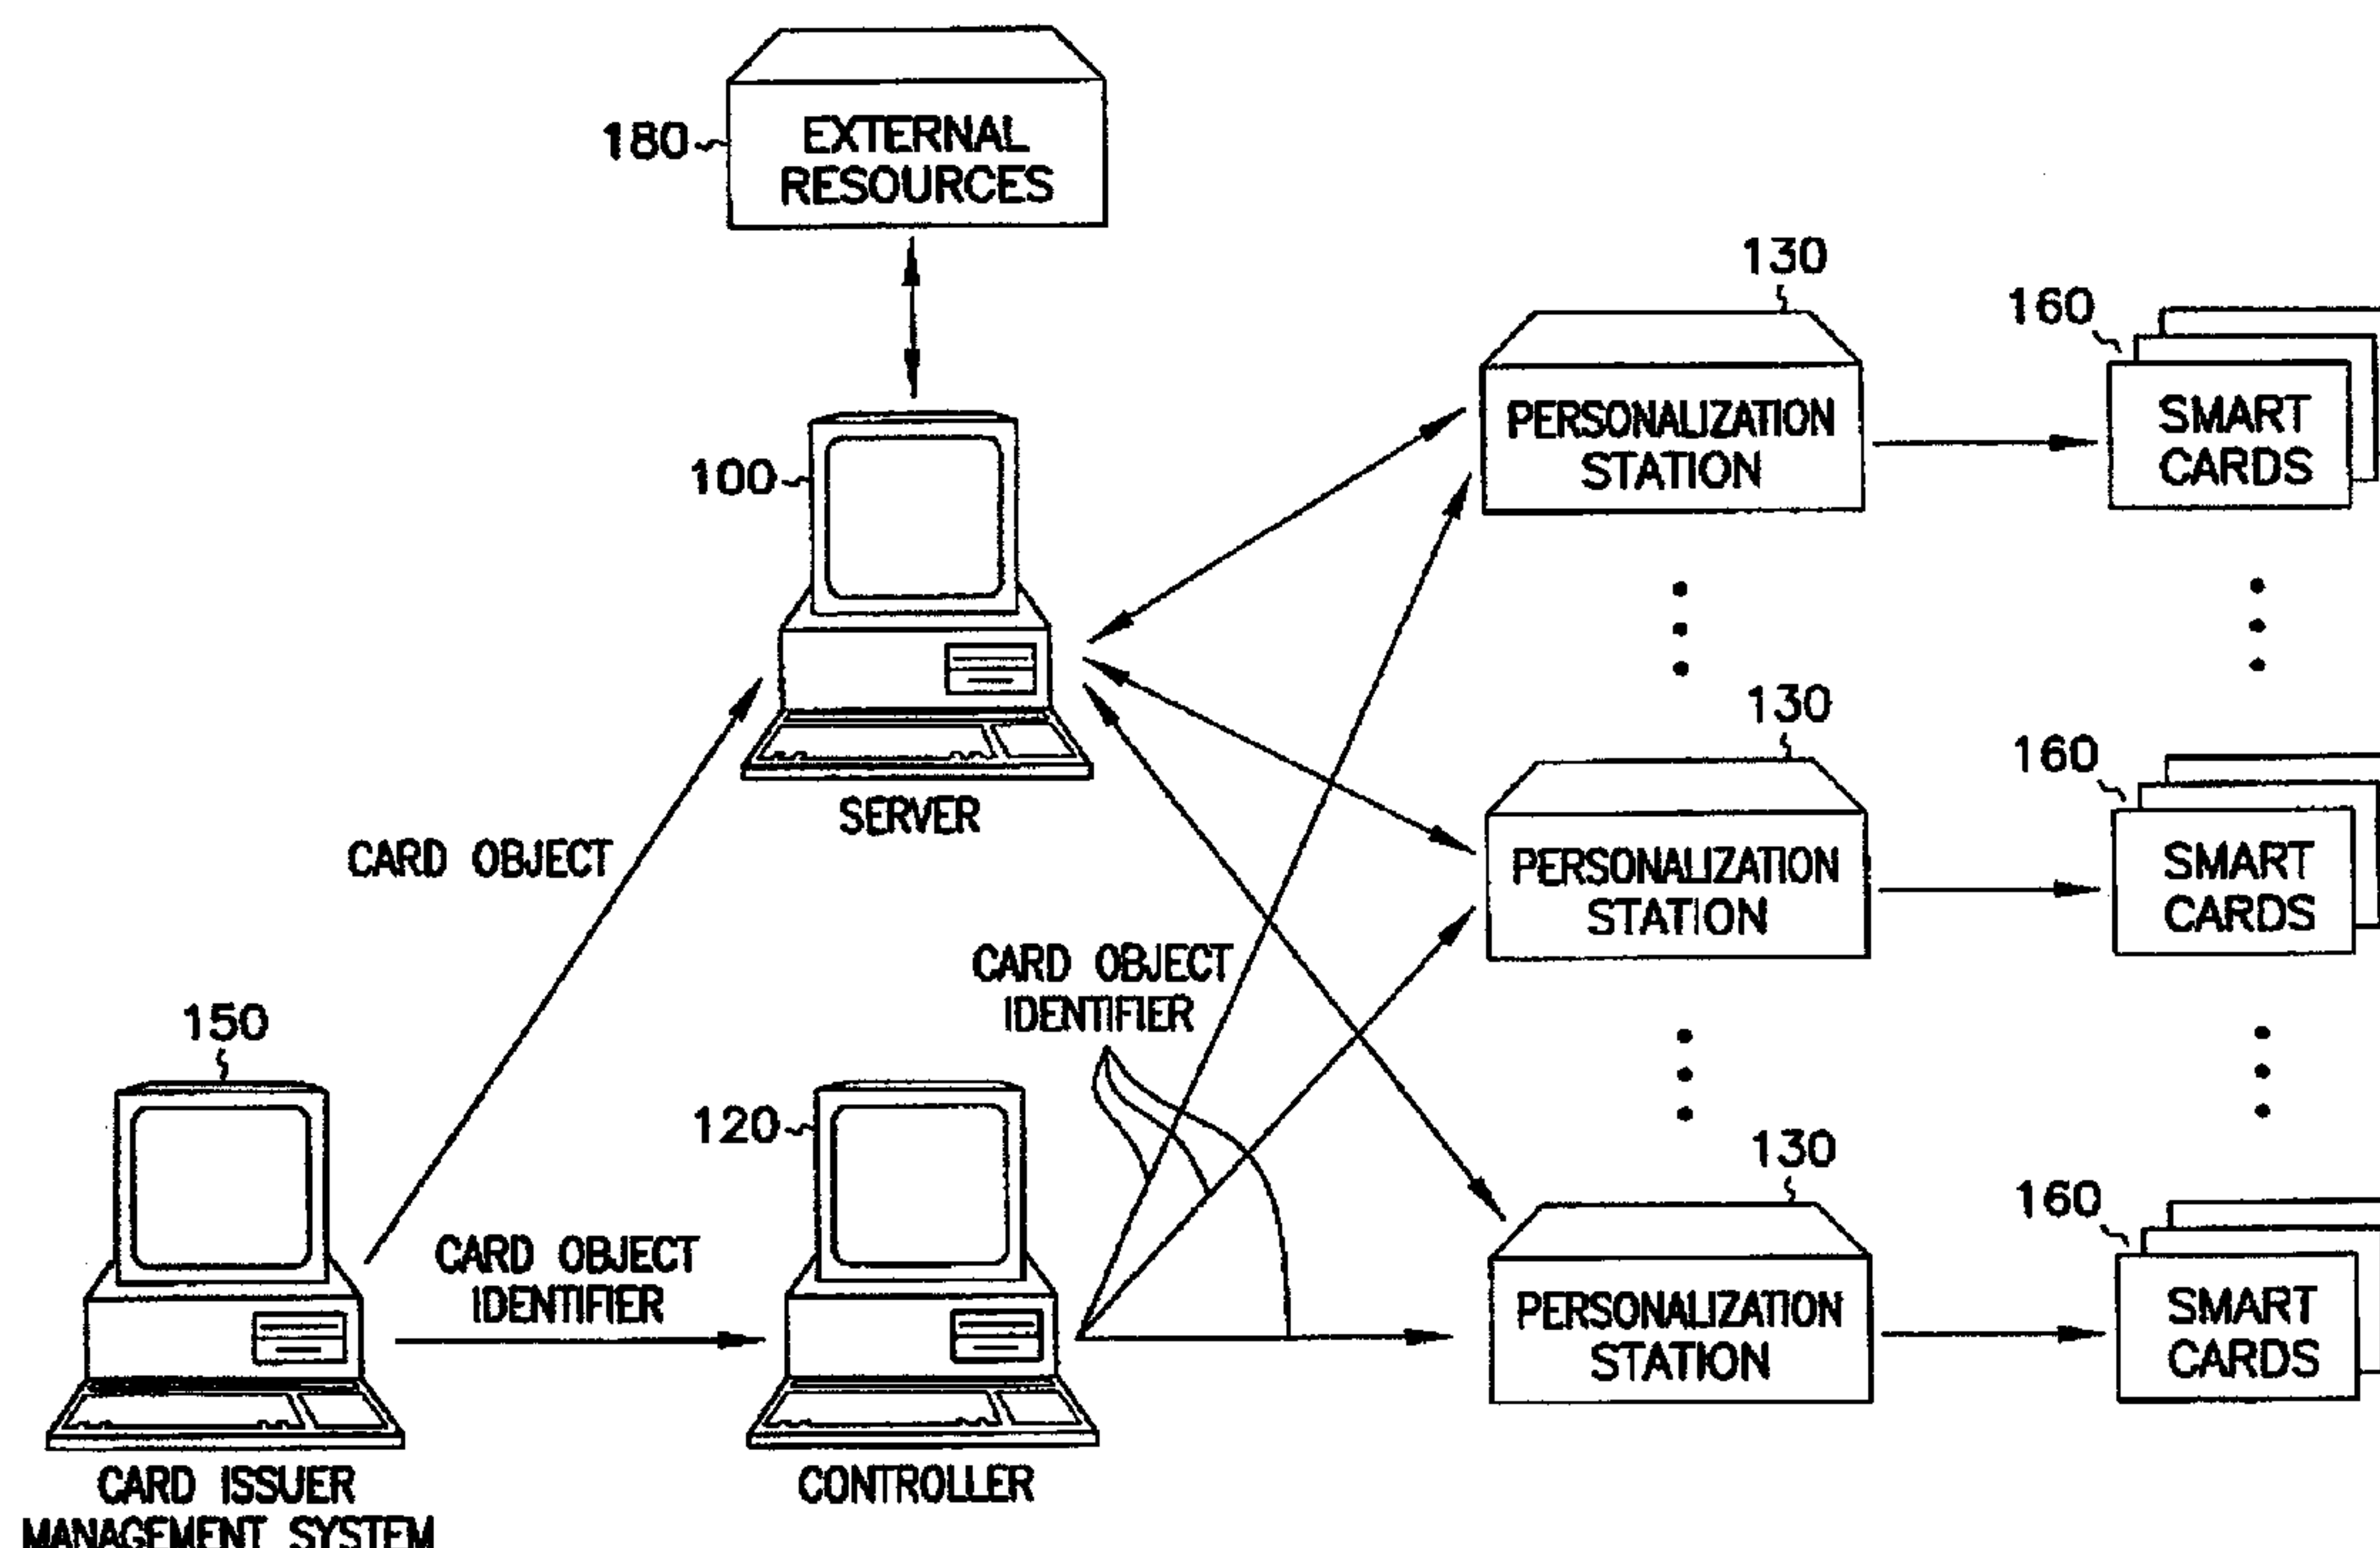 180
EXTERNAL
RESOURCES
130
160
PERSONALIZATION
STATION
SMART
CARDS
100
SERVER
130
160
PERSONALIZATION
STATION
SMART
CARDS
CARD OBJECT
CARD OBJECT
IDENTIFIER
150
120
130
160
CARD OBJECT
IDENTIFIER
PERSONALIZATION
STATION
SMART
CARDS
CARD ISSUER
MANAGEMENT SYSTEM
CONTROLLER